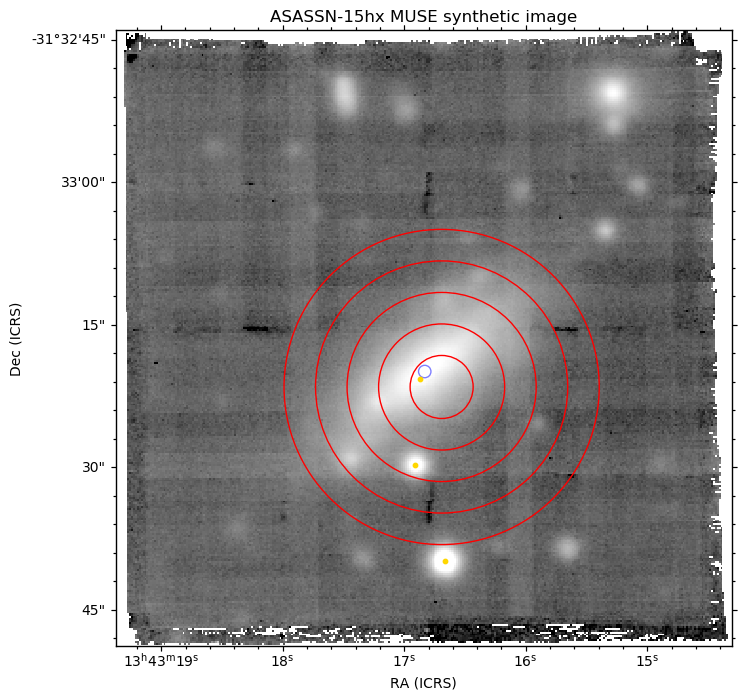 ASASSN-15hx MUSE synthetic image
-31°32'45"
33'00"
15"
30"
45"
Dec (ICRS)
13h43m19s 18s 17s 16s 15s
RA (ICRS)